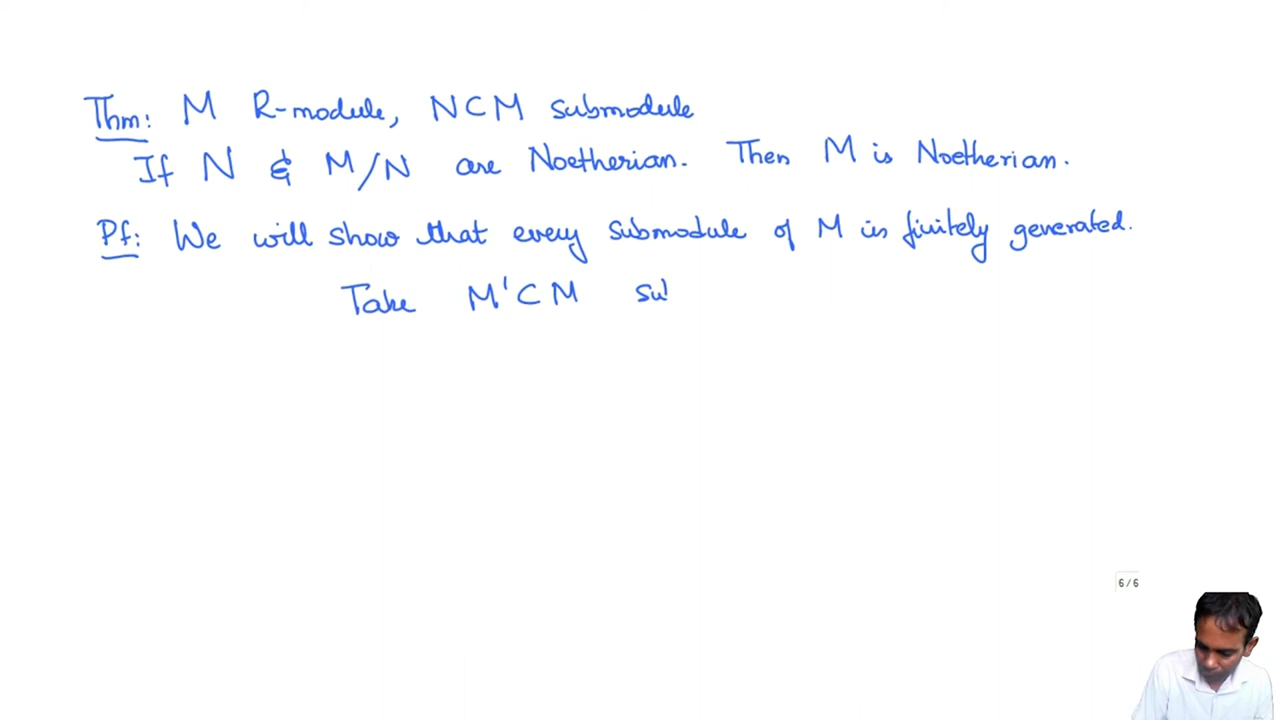 Thm: M R-module, N⊂M submodule
If N & M/N are Noetherian. Then M is Noetherian.
Pf: We will show that every submodule of M is finitely generated.
Take M'⊂M su
6/6